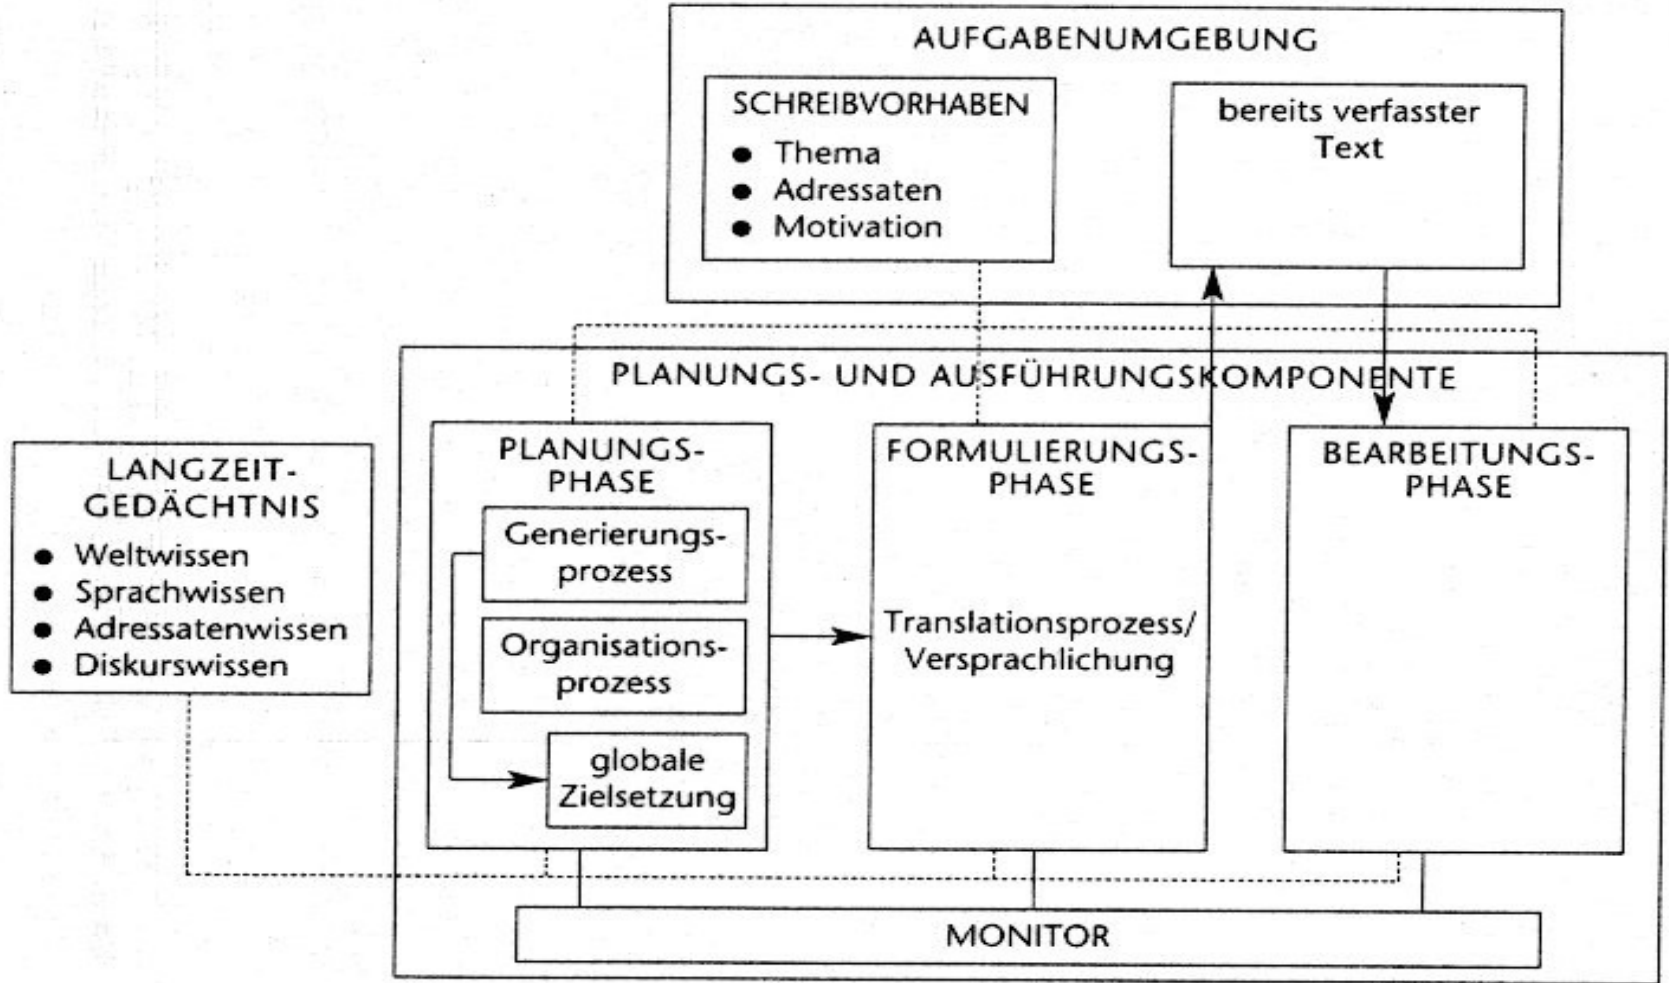 AUFGABENUMGEBUNG
SCHREIBVORHABEN
● Thema
● Adressaten
● Motivation
bereits verfasster
Text
PLANUNGS- UND AUSFÜHRUNGSKOMPONENTE
LANGZEIT-
GEDÄCHTNIS
● Weltwissen
● Sprachwissen
● Adressatenwissen
● Diskurswissen
PLANUNGS-
PHASE
Generierungs-
prozess
Organisations-
prozess
globale
Zielsetzung
FORMULIERUNGS-
PHASE
Translationsprozess/
Versprachlichung
BEARBEITUNGS-
PHASE
MONITOR